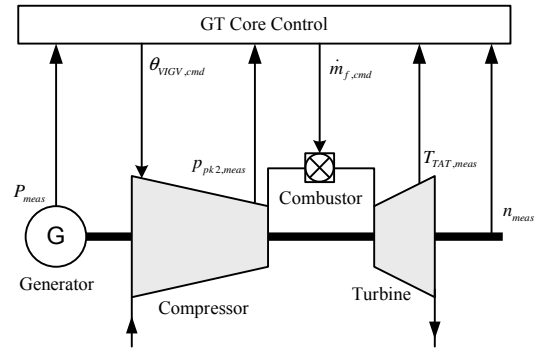 GT Core Control
θ_VIGV,cmd
ṁ_f,cmd
p_pk2,meas
T_TAT,meas
P_meas
Combustor
n_meas
G
Generator
Compressor
Turbine